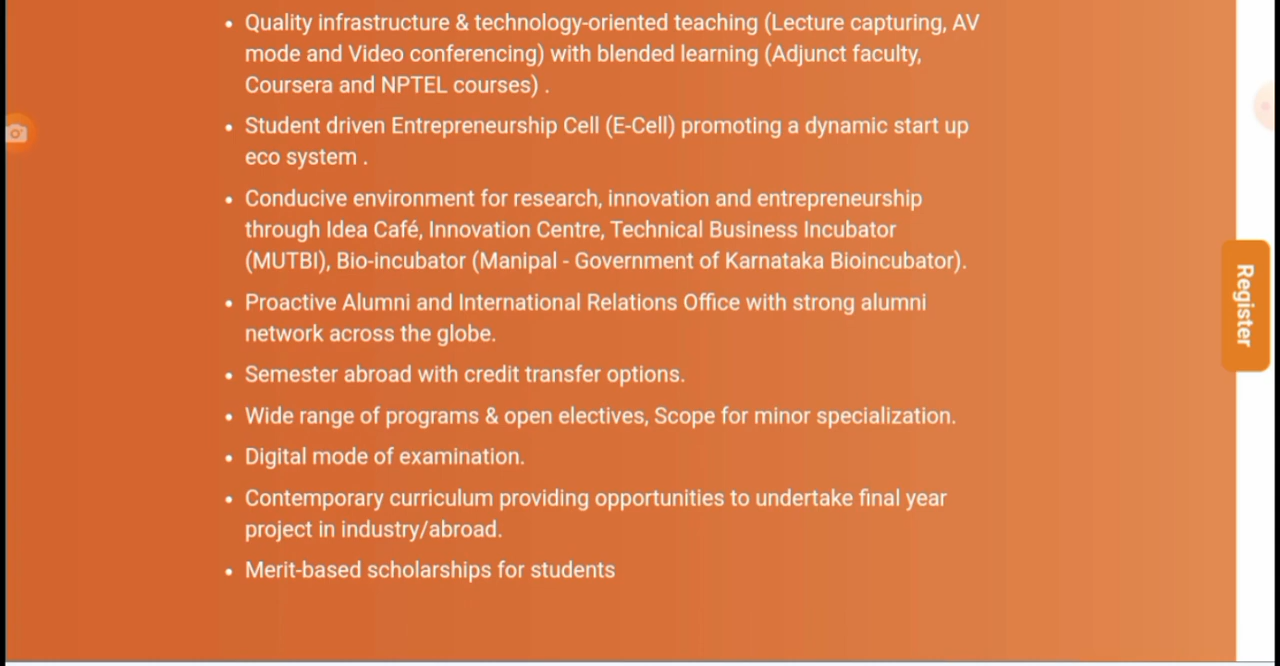 • Quality infrastructure & technology-oriented teaching (Lecture capturing, AV
mode and Video conferencing) with blended learning (Adjunct faculty,
Coursera and NPTEL courses) .
• Student driven Entrepreneurship Cell (E-Cell) promoting a dynamic start up
eco system .
• Conducive environment for research, innovation and entrepreneurship
through Idea Café, Innovation Centre, Technical Business Incubator
(MUTBI), Bio-incubator (Manipal - Government of Karnataka Bioincubator).
• Proactive Alumni and International Relations Office with strong alumni
network across the globe.
• Semester abroad with credit transfer options.
• Wide range of programs & open electives, Scope for minor specialization.
• Digital mode of examination.
• Contemporary curriculum providing opportunities to undertake final year
project in industry/abroad.
• Merit-based scholarships for students
Register